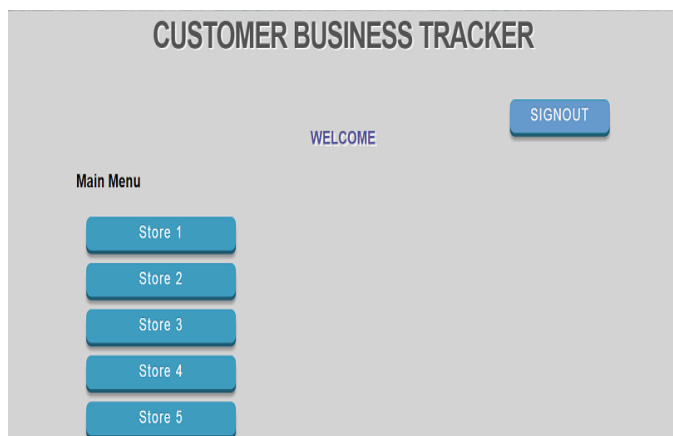 CUSTOMER BUSINESS TRACKER
SIGNOUT
WELCOME
Main Menu
Store 1
Store 2
Store 3
Store 4
Store 5